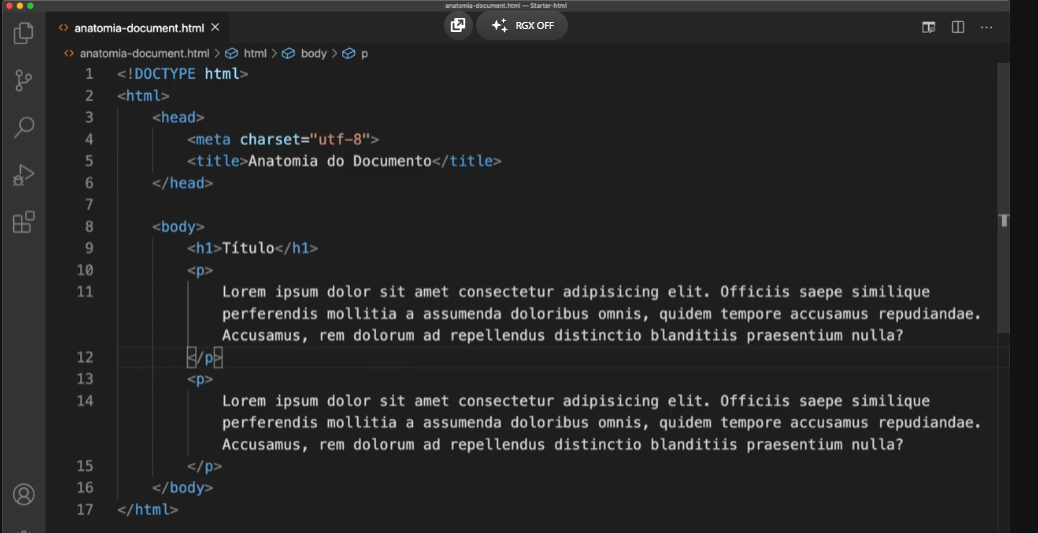 anatomia-document.html — Starter-html
anatomia-document.html
RGX OFF
anatomia-document.html > html > body > p
1 <!DOCTYPE html>
2 <html>
3 <head>
4 <meta charset="utf-8">
5 <title>Anatomia do Documento</title>
6 </head>
7
8 <body>
9 <h1>Título</h1>
10 <p>
11 Lorem ipsum dolor sit amet consectetur adipisicing elit. Officiis saepe similique
perferendis mollitia a assumenda doloribus omnis, quidem tempore accusamus repudiandae.
Accusamus, rem dolorum ad repellendus distinctio blanditiis praesentium nulla?
12 </p>
13 <p>
14 Lorem ipsum dolor sit amet consectetur adipisicing elit. Officiis saepe similique
perferendis mollitia a assumenda doloribus omnis, quidem tempore accusamus repudiandae.
Accusamus, rem dolorum ad repellendus distinctio blanditiis praesentium nulla?
15 </p>
16 </body>
17 </html>